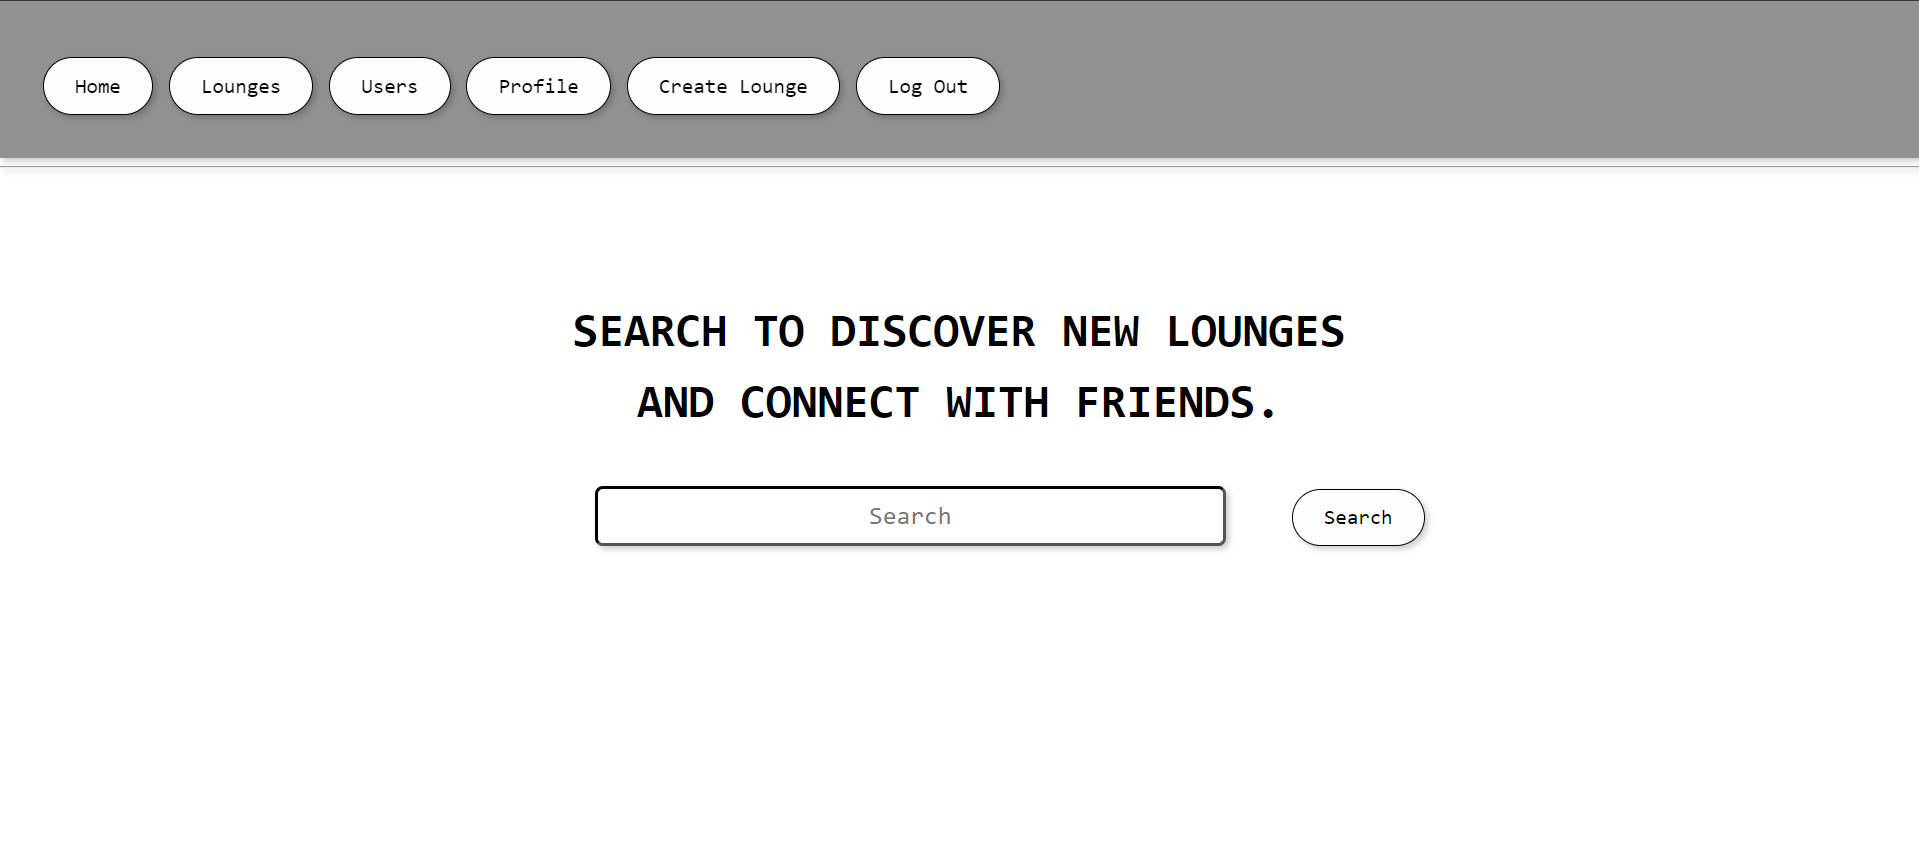 Home Lounges Users Profile Create Lounge Log Out
SEARCH TO DISCOVER NEW LOUNGES
AND CONNECT WITH FRIENDS.
Search Search